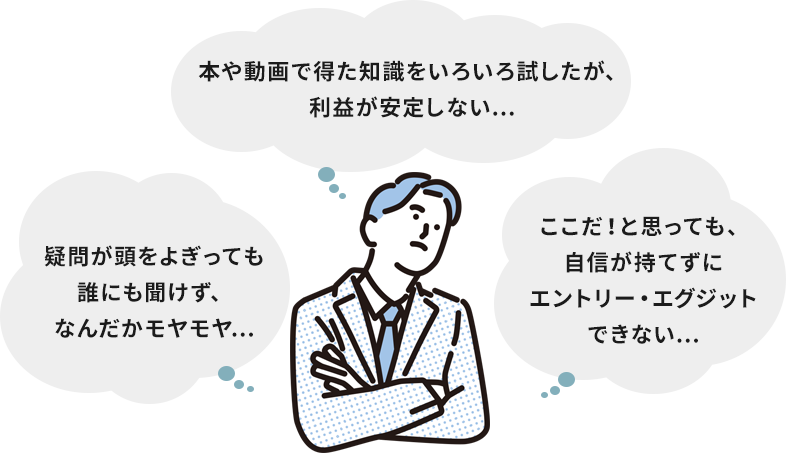 本や動画で得た知識をいろいろ試したが、
利益が安定しない…
疑問が頭をよぎっても
誰にも聞けず、
なんだかモヤモヤ…
ここだ！と思っても、
自信が持てずに
エントリー・エグジット
できない…